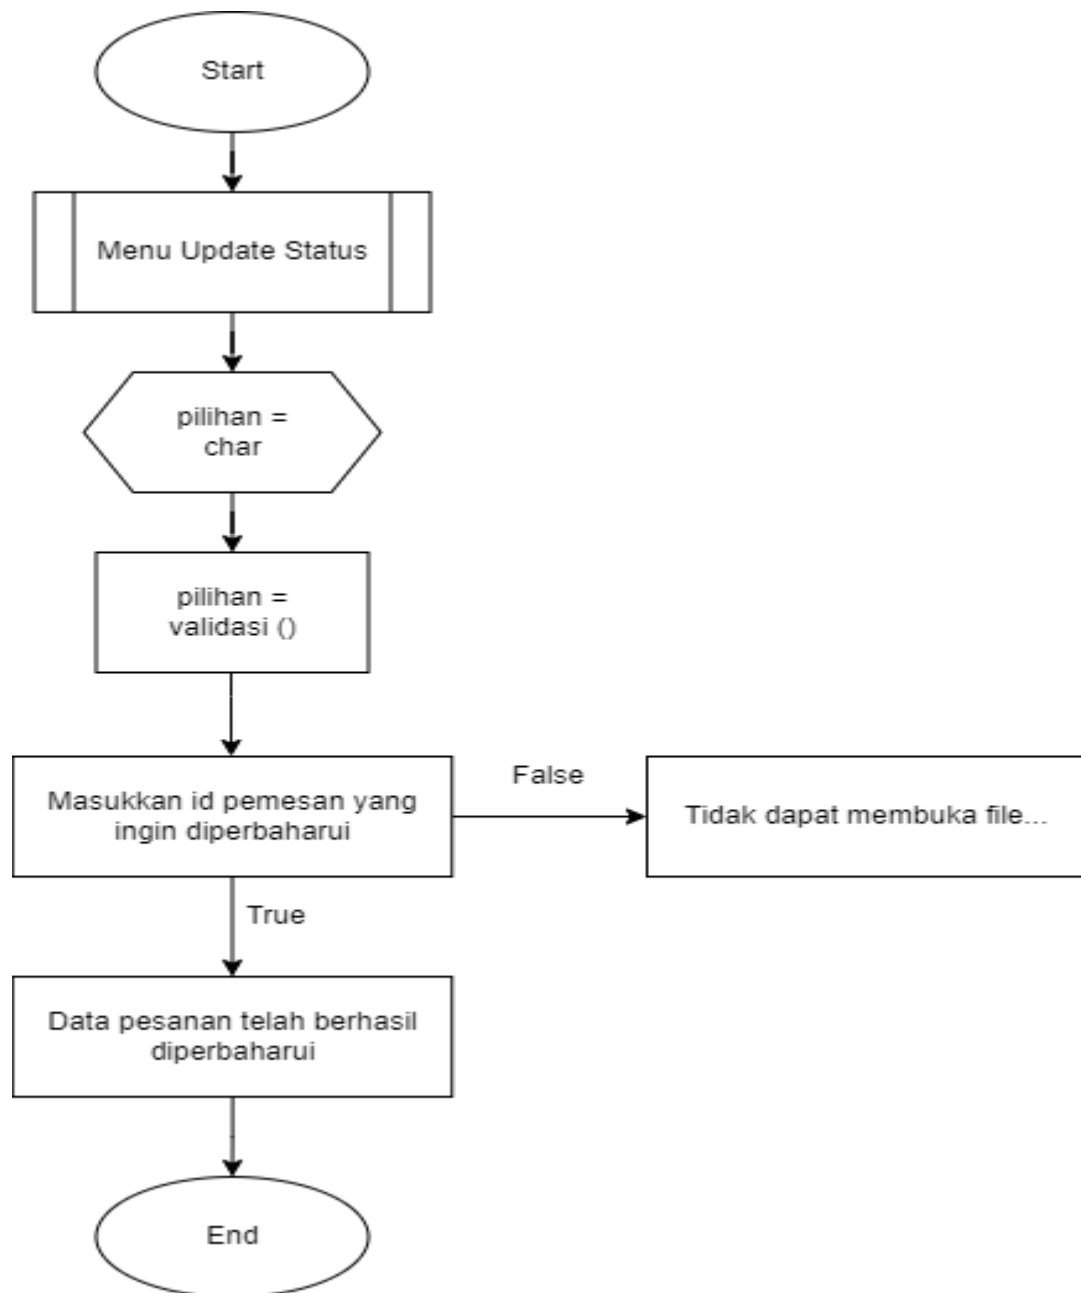 Start
Menu Update Status
pilihan =
char
pilihan =
validasi ()
Masukkan id pemesan yang
ingin diperbaharui
False
Tidak dapat membuka file...
True
Data pesanan telah berhasil
diperbaharui
End